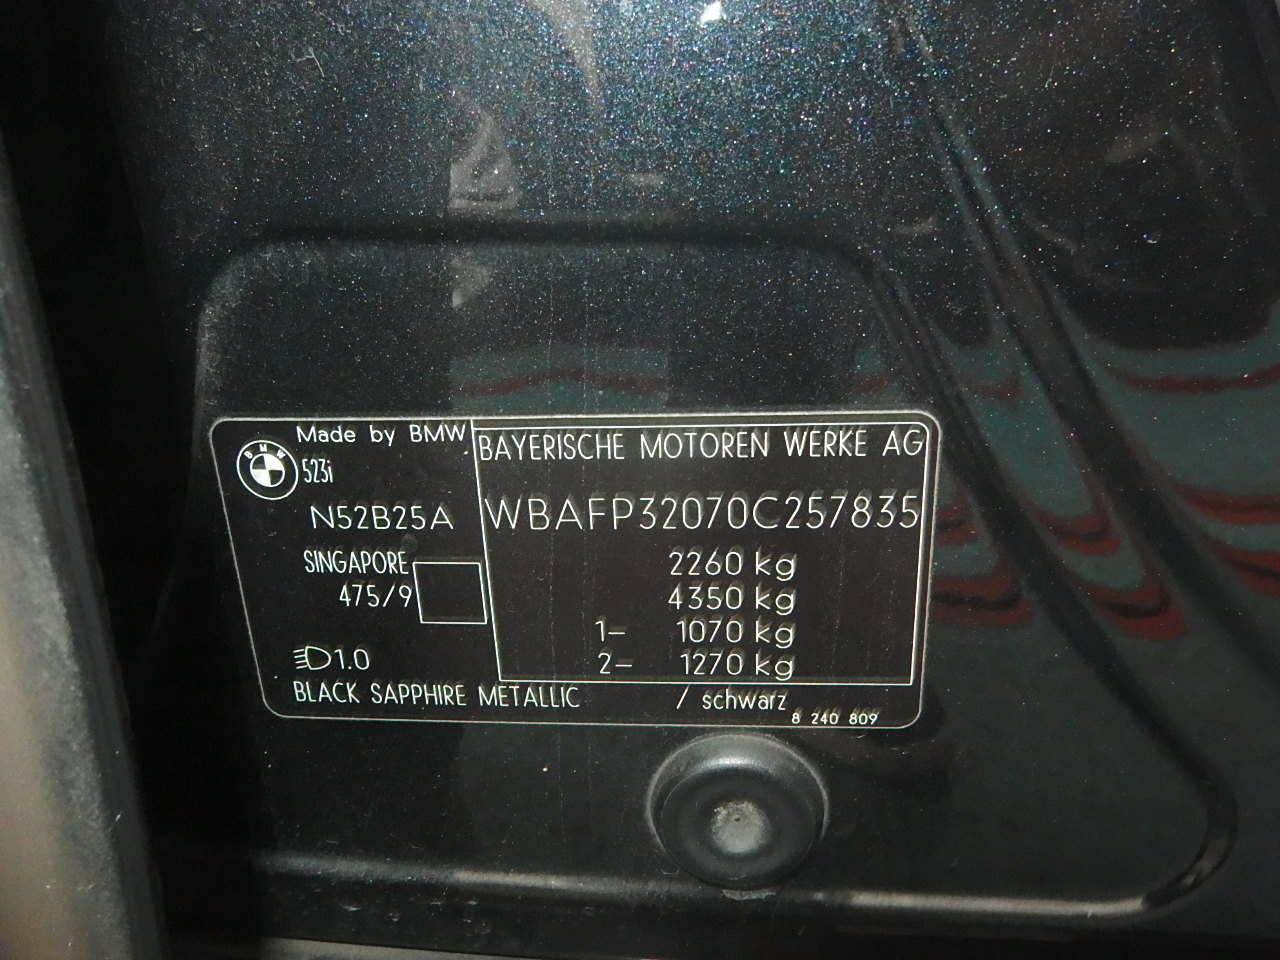 Made by BMW
BMW
523i
N52B25A
SINGAPORE
475/9
1.0
BAYERISCHE MOTOREN WERKE AG
WBAFP32070C257835
2260 kg
4350 kg
1– 1070 kg
2– 1270 kg
BLACK SAPPHIRE METALLIC / schwarz
8 240 809